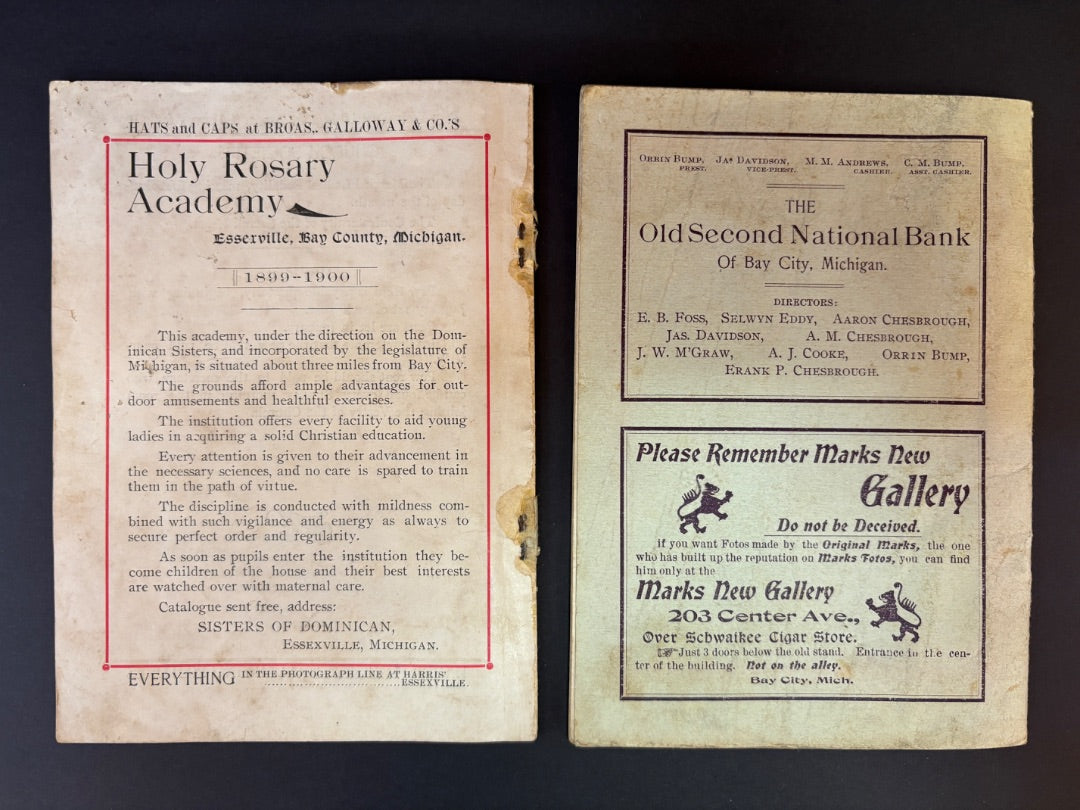 HATS and CAPS at BROAS., GALLOWAY & CO.'S
Holy Rosary
Academy
Essexville, Bay County, Michigan.
1899--1900
This academy, under the direction on the Dom-
inican Sisters, and incorporated by the legislature of
Michigan, is situated about three miles from Bay City.
The grounds afford ample advantages for out-
door amusements and healthful exercises.
The institution offers every facility to aid young
ladies in acquiring a solid Christian education.
Every attention is given to their advancement in
the necessary sciences, and no care is spared to train
them in the path of virtue.
The discipline is conducted with mildness com-
bined with such vigilance and energy as always to
secure perfect order and regularity.
As soon as pupils enter the institution they be-
come children of the house and their best interests
are watched over with maternal care.
Catalogue sent free, address:
SISTERS OF DOMINICAN,
ESSEXVILLE, MICHIGAN.
EVERYTHING IN THE PHOTOGRAPH LINE AT HARRIS'
ESSEXVILLE.
ORRIN BUMP, JAS DAVIDSON, M. M. ANDREWS, C. M. BUMP,
PREST. VICE-PREST. CASHIER. ASST. CASHIER.
THE
Old Second National Bank
Of Bay City, Michigan.
DIRECTORS:
E. B. FOSS, SELWYN EDDY, AARON CHESBROUGH,
JAS. DAVIDSON, A. M. CHESBROUGH,
J. W. M'GRAW, A. J. COOKE, ORRIN BUMP,
ERANK P. CHESBROUGH.
Please Remember Marks New
Gallery
Do not be Deceived.
if you want Fotos made by the Original Marks, the one
who has built up the reputation on Marks Fotos, you can find
him only at the
Marks New Gallery
203 Center Ave.,
Over Schwaikee Cigar Store.
☞ Just 3 doors below the old stand. Entrance in the cen-
ter of the building. Not on the alley.
Bay City, Mich.